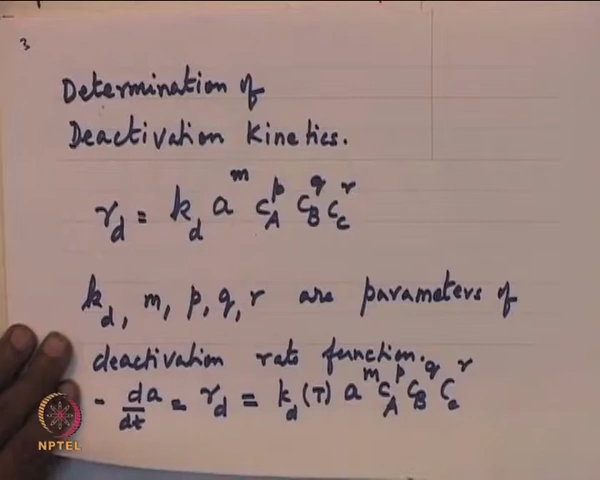 3
Determination of
Deactivation Kinetics.
r_d = k_d a^m C_A^p C_B^q C_C^r
k_d, m, p, q, r are parameters of
deactivation rate function.
- da/dt = r_d = k_d(T) a^m C_A^p C_B^q C_C^r
NPTEL